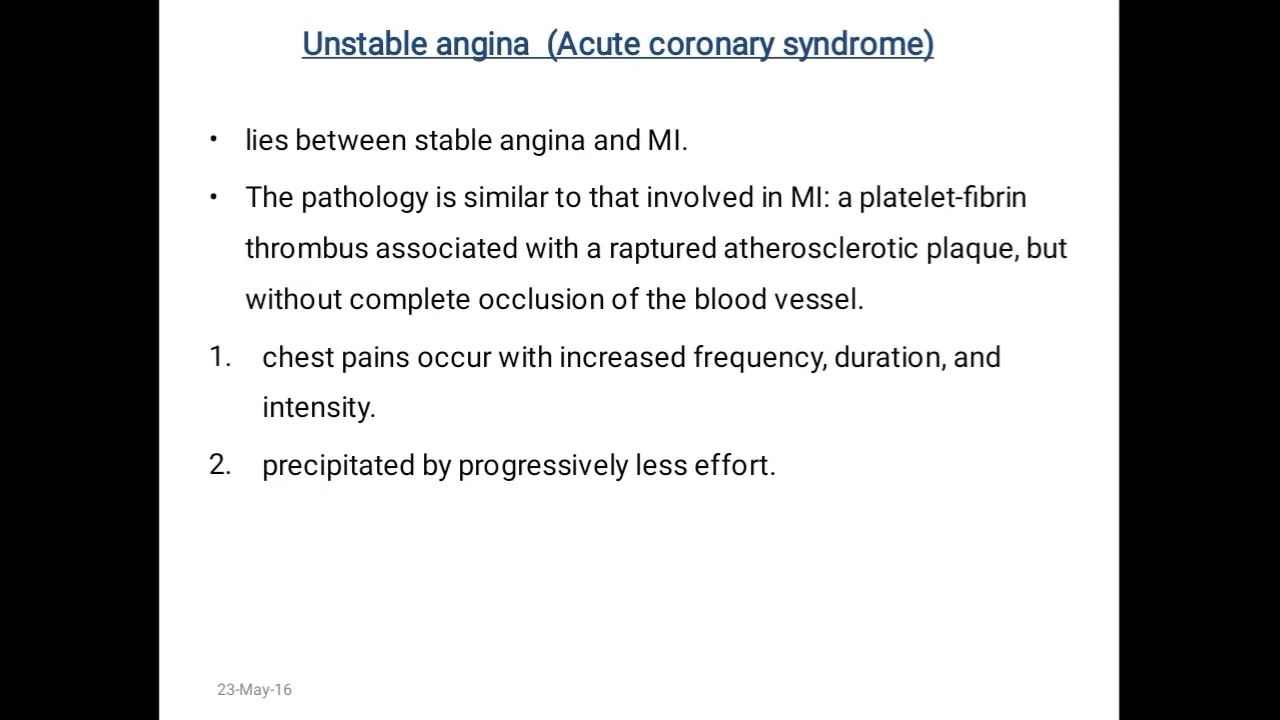 Unstable angina  (Acute coronary syndrome)
• lies between stable angina and MI.
• The pathology is similar to that involved in MI: a platelet-fibrin
thrombus associated with a raptured atherosclerotic plaque, but
without complete occlusion of the blood vessel.
1. chest pains occur with increased frequency, duration, and
intensity.
2. precipitated by progressively less effort.
23-May-16